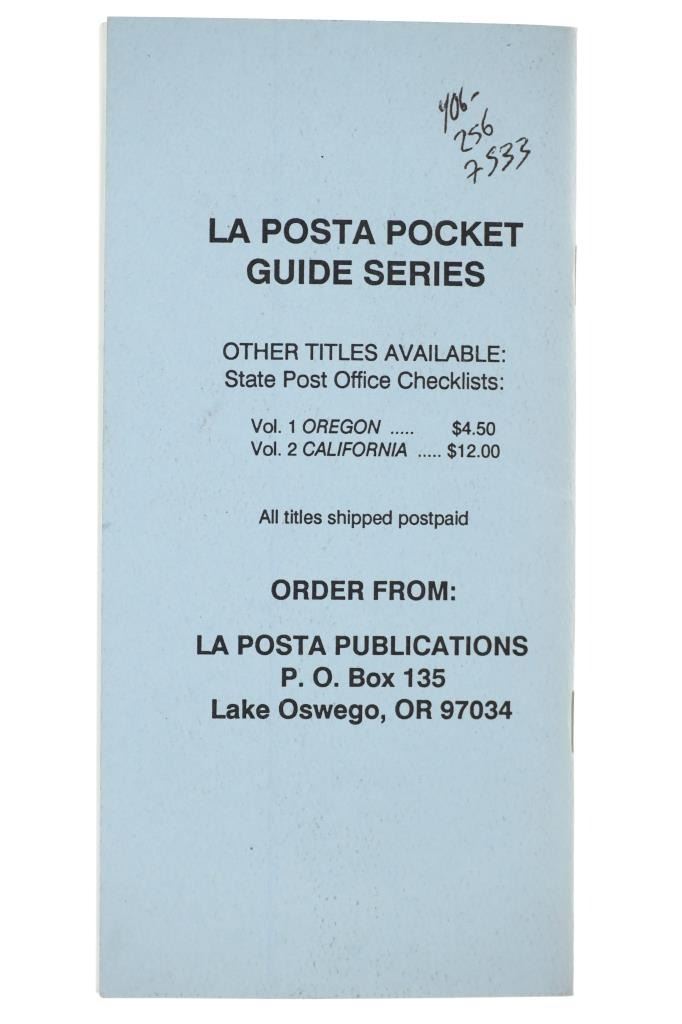 406-
256
7533
LA POSTA POCKET
GUIDE SERIES
OTHER TITLES AVAILABLE:
State Post Office Checklists:
Vol. 1 OREGON ..... $4.50
Vol. 2 CALIFORNIA ..... $12.00
All titles shipped postpaid
ORDER FROM:
LA POSTA PUBLICATIONS
P. O. Box 135
Lake Oswego, OR 97034